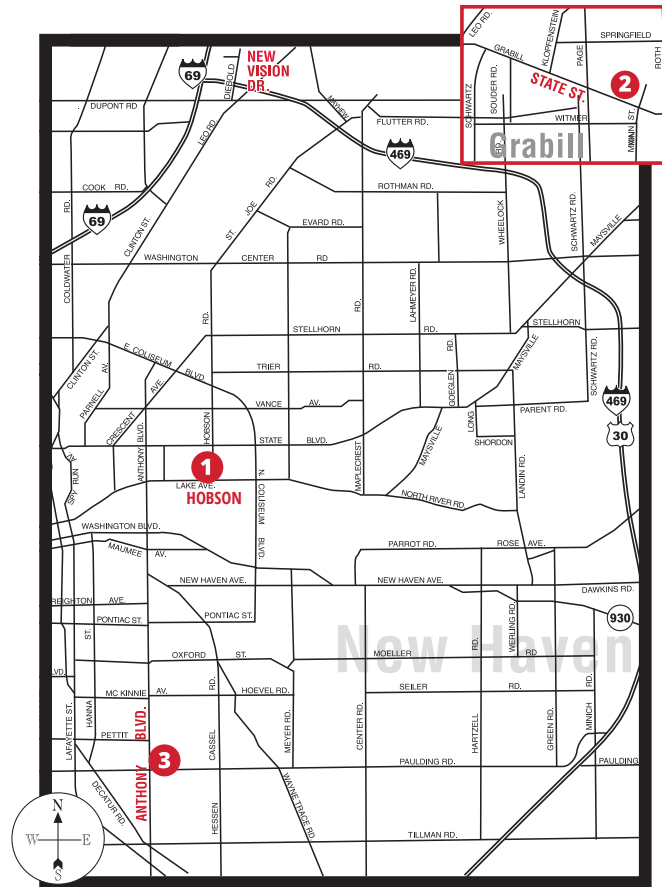 LEO RD.
KLOPFENSTEIN
SPRINGFIELD
GRABILL
PAGE
ROTH
SCHWARTZ
SOUDER RD.
STATE ST.
2
ST.
WITMER
MAIN
RD.
Grabill
NEW
VISION
DR.
69
DIEBOLD
DUPONT RD
LEO RD.
MAYHEW
FLUTTER RD.
469
COOK RD.
ROTHMAN RD.
69
RD.
COLDWATER
CLINTON ST.
ST. JOE RD.
EVARD RD.
WHEELOCK
SCHWARTZ RD.
MAYSVILLE
WASHINGTON CENTER RD
LAHMEYER RD.
RD.
RD.
STELLHORN RD.
STELLHORN
E COLISEUM BLVD.
CLINTON ST.
PARNELL AV.
CRESCENT AVE.
TRIER RD.
GOEGLEN RD.
MAYSVILLE
SCHWARTZ RD.
469
30
VANCE AV.
LONG
PARENT RD.
ANTHONY BLVD.
HOBSON
STATE BLVD.
MAPLECREST
MAYSVILLE
SHORDON
LANDIN RD.
SPY RUN AV.
1
LAKE AVE.
HOBSON
N. COLISEUM BLVD.
NORTH RIVER RD
WASHINGTON BLVD.
MAUMEE AV.
PARROT RD.
ROSE AVE.
NEW HAVEN AVE.
NEW HAVEN AVE.
DAWKINS RD.
REIGHTON AVE.
PONTIAC ST.
PONTIAC ST.
930
HANNA ST.
WERLING RD.
New Haven
OXFORD ST.
MOELLER RD
LVD.
MC KINNIE AV.
HOEVEL RD.
SEILER RD.
LAFAYETTE ST.
PETTIT
ANTHONY BLVD.
3
CASSEL RD.
MEYER RD.
CENTER RD.
HARTZELL RD.
GREEN RD.
MINICH RD.
PAULDING RD.
PAULDING
DECATUR RD.
HESSEN
WAYNE TRACE RD.
TILLMAN RD.
N
W
E
S